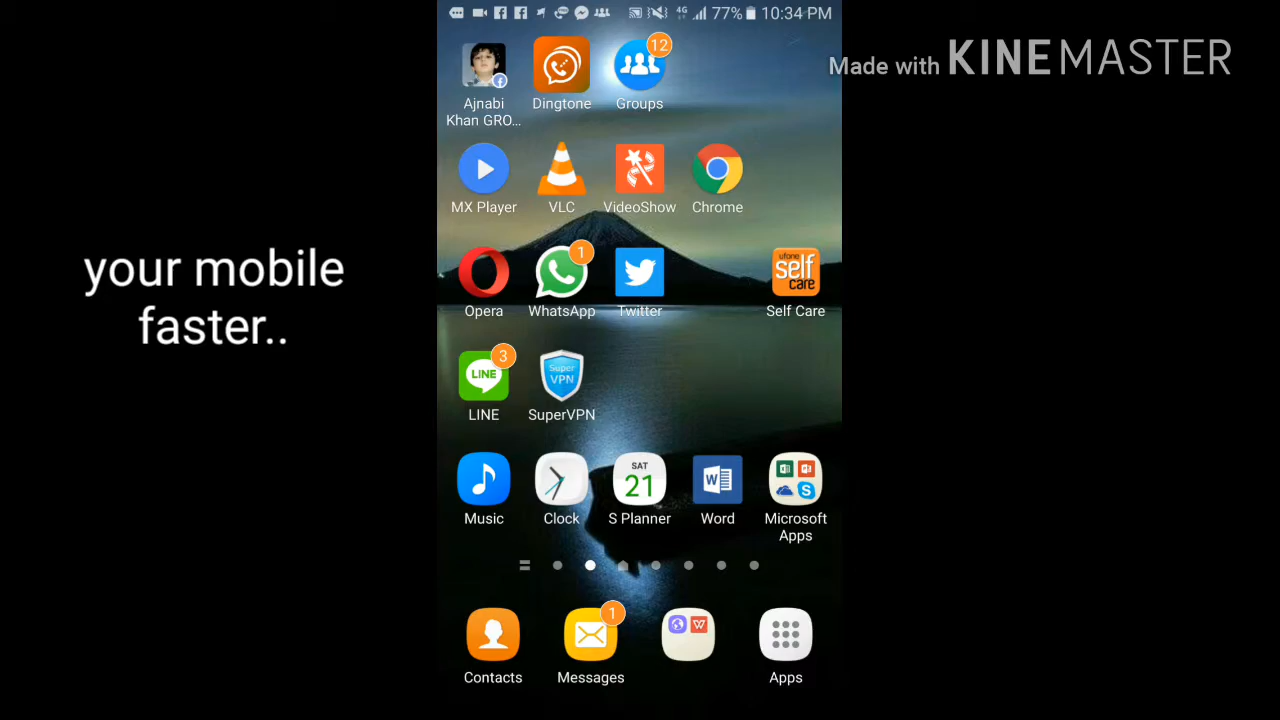 77% 10:34 PM
4G
Made with KINEMASTER
12
Ajnabi
Khan GRO...
Dingtone
Groups
MX Player
VLC
VideoShow
Chrome
your mobile
faster..
1
ufone
self
care
Opera
WhatsApp
Twitter
Self Care
3
LINE
Super
VPN
LINE
SuperVPN
SAT
21
W
S
Music
Clock
S Planner
Word
Microsoft
Apps
1
W
Contacts
Messages
Apps